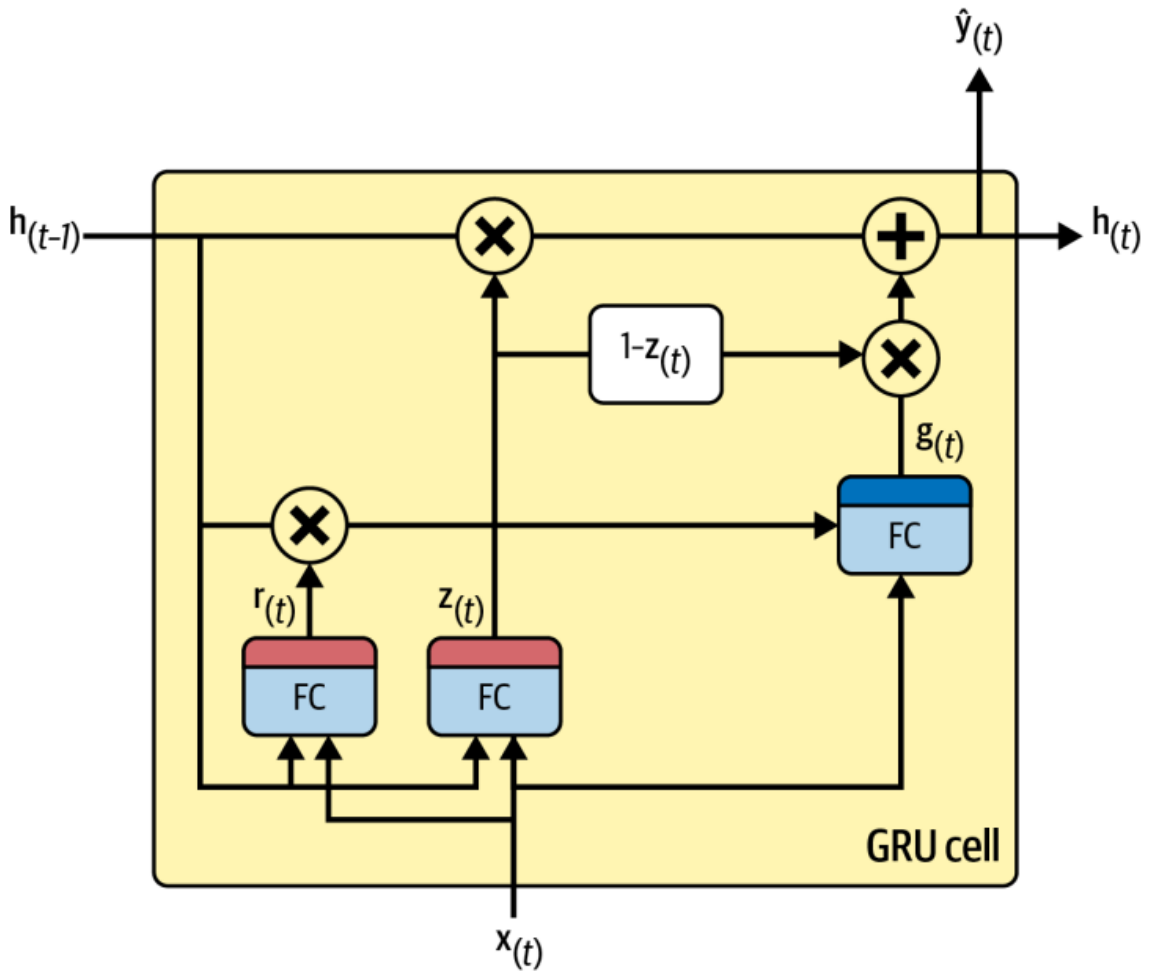 ŷ(t)
h(t–1)
h(t)
1–z(t)
g(t)
FC
r(t)
z(t)
FC
FC
GRU cell
x(t)